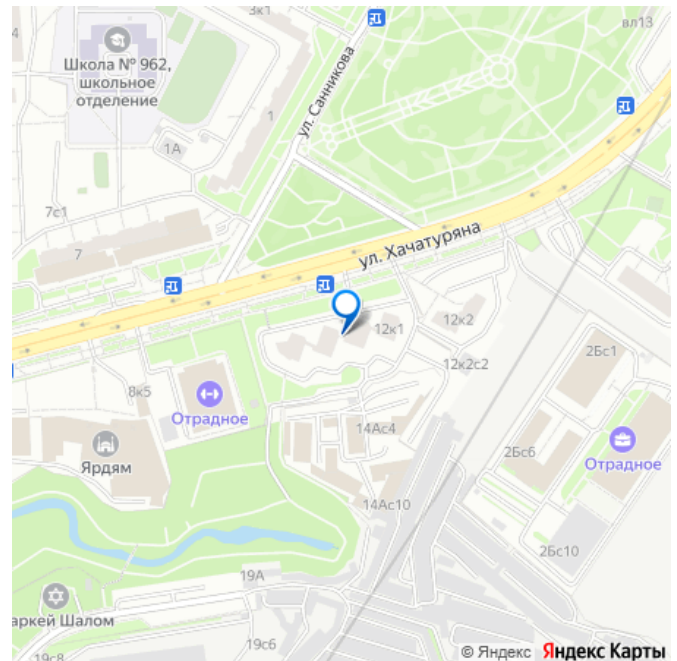 3к1
вл13
4
Школа № 962,
школьное
отделение
ул. Санникова
1
1А
7с1
7
ул. Хачатуряна
12к1
12к2
2Бс1
12к2с2
8к5
Отрадное
14Ас4
2Бс6
Ярдям
Отрадное
14Ас10
2Бс10
19А
аркей Шалом
19с6
19с8
© Яндекс Яндекс Карты